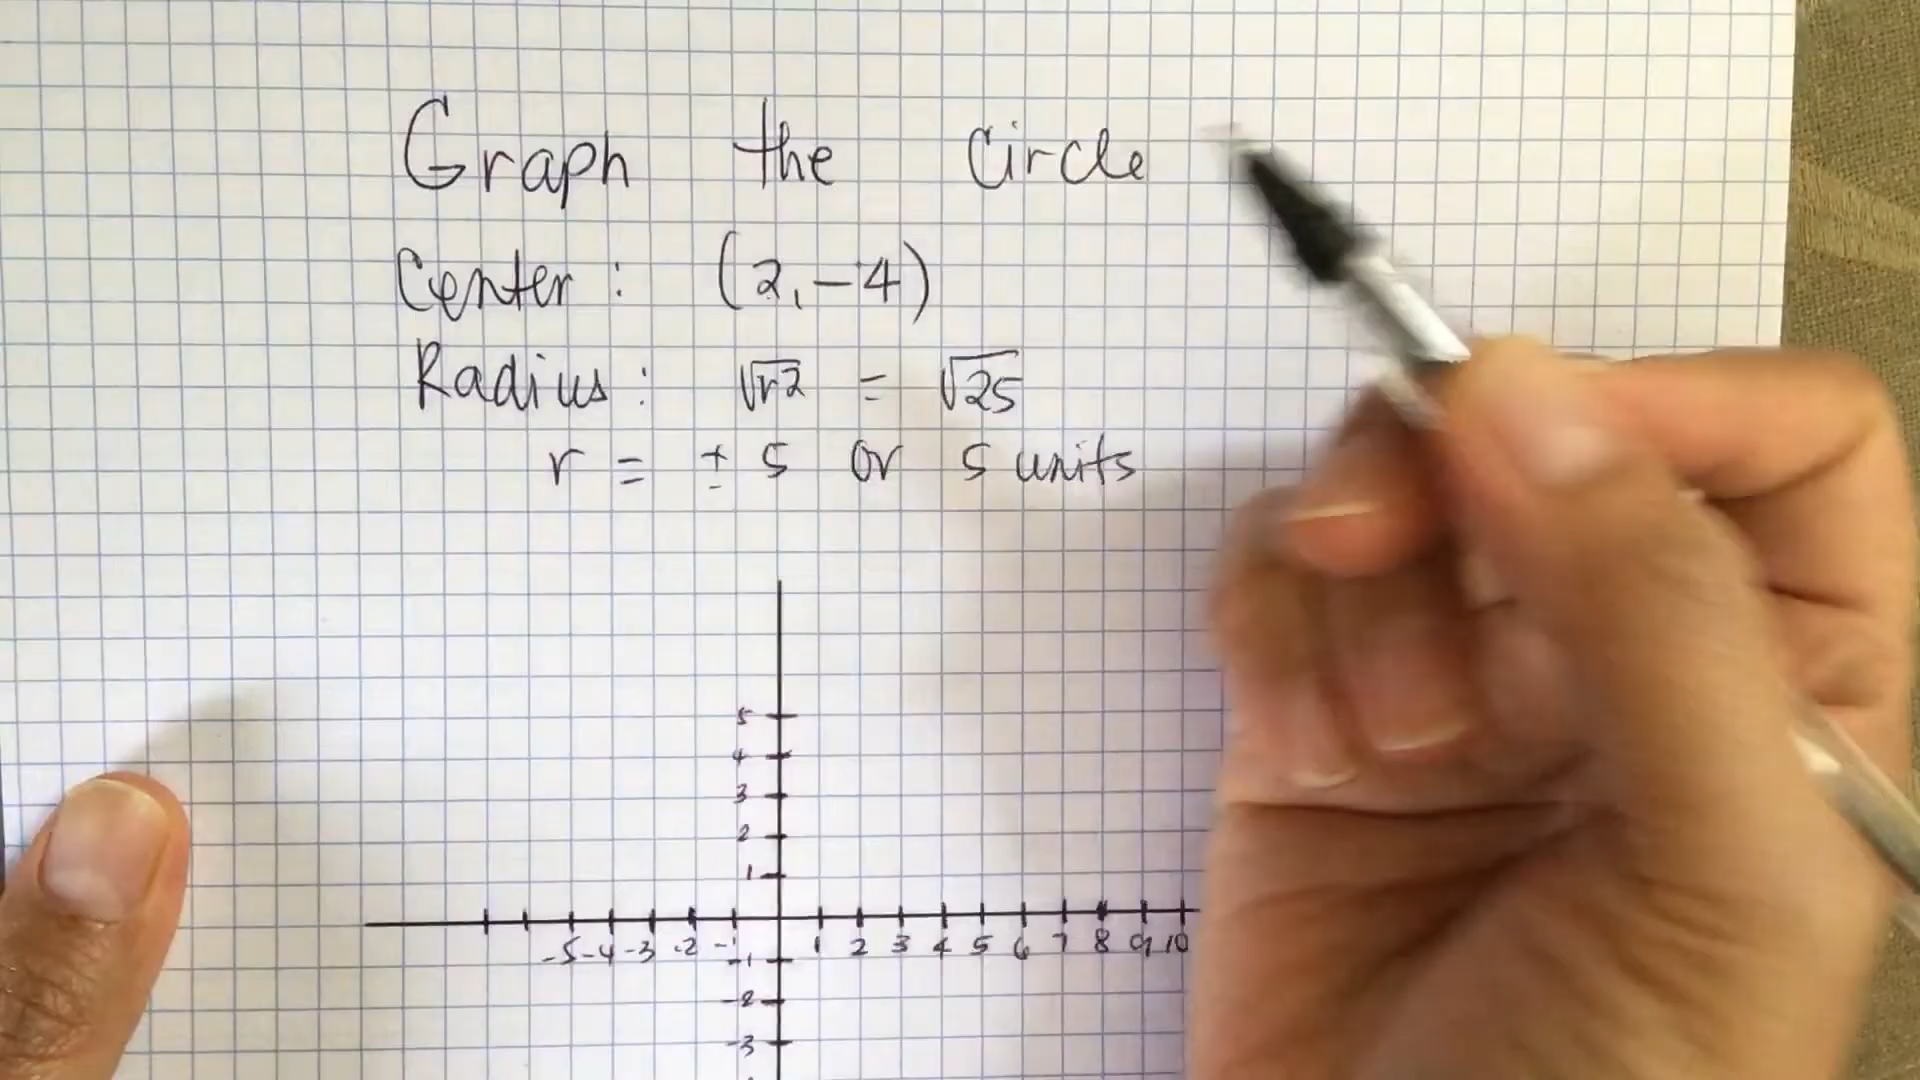 Graph the Circle
Center: (2,-4)
Radius: √r2 = √25
r = ± 5 or 5 units
5
4
3
2
1
-5 -4 -3 -2 -1 1 2 3 4 5 6 7 8 9 10
-1
-2
-3